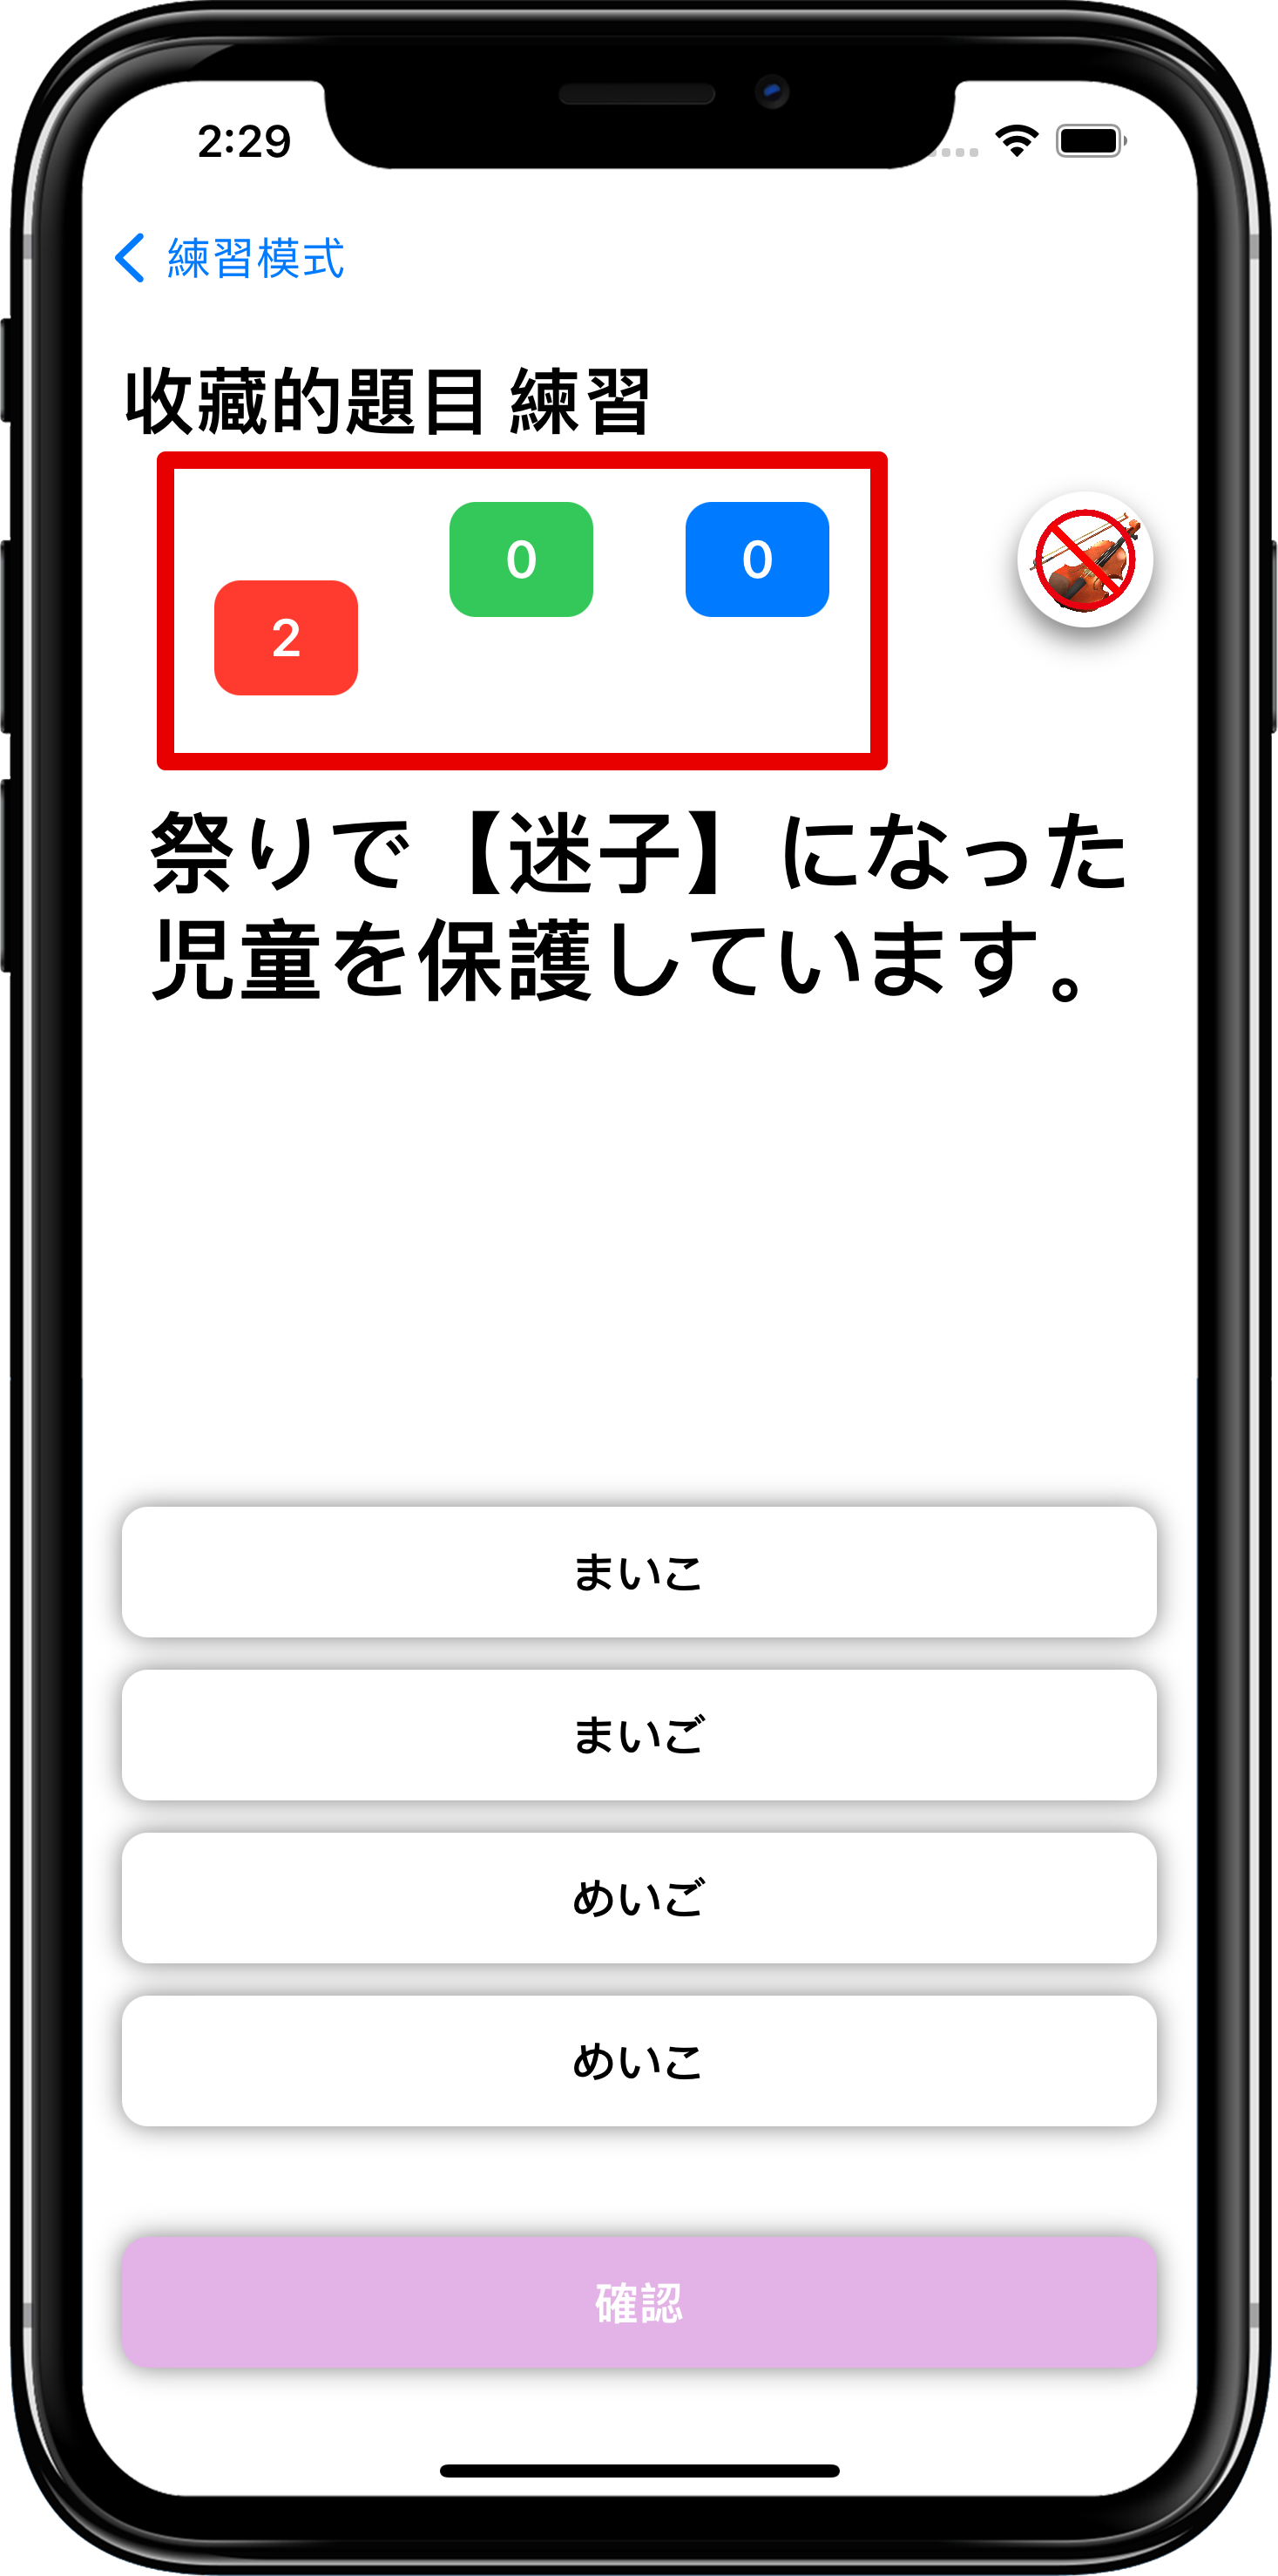 2:29
練習模式
收藏的題目 練習
2
0
0
祭りで【迷子】になった
児童を保護しています。
まいこ
まいご
めいご
めいこ
確認